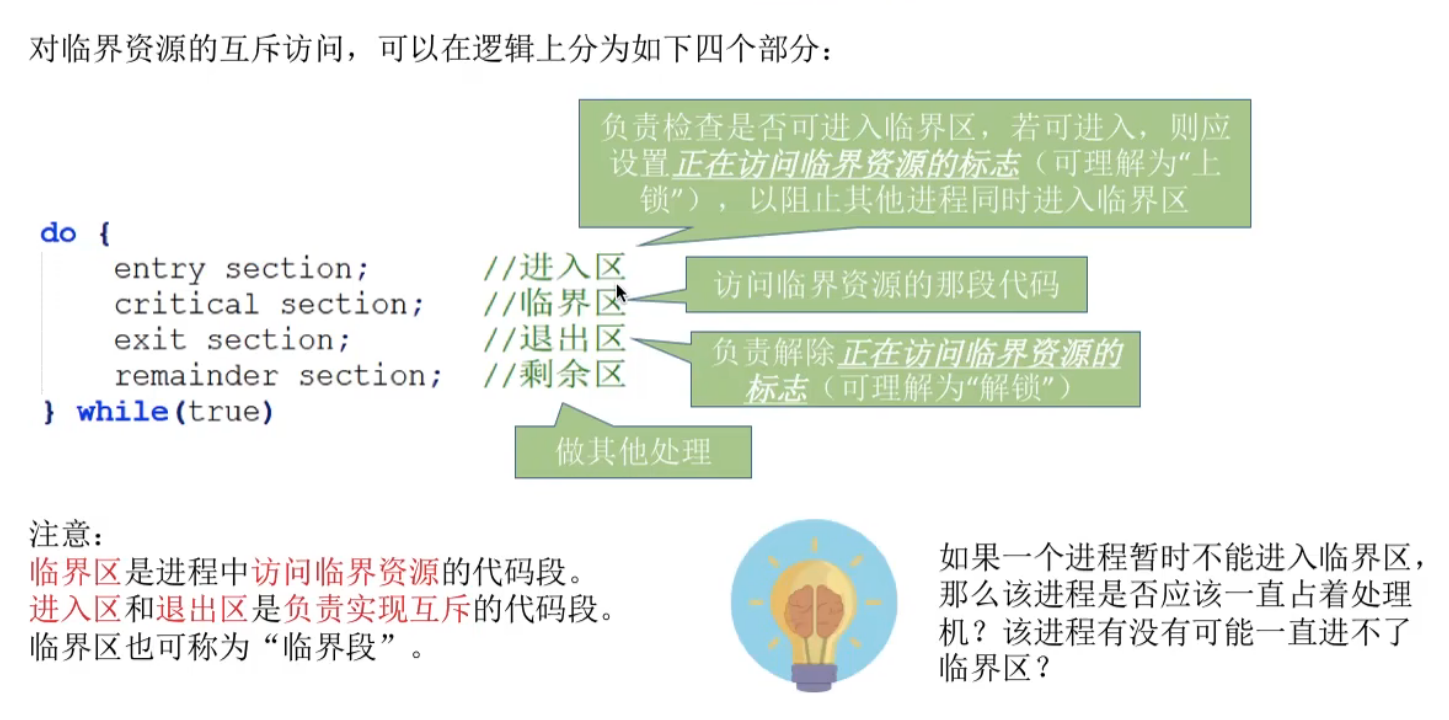 对临界资源的互斥访问，可以在逻辑上分为如下四个部分：
负责检查是否可进入临界区，若可进入，则应
设置正在访问临界资源的标志（可理解为“上
锁”），以阻止其他进程同时进入临界区
do {
entry section; //进入区
访问临界资源的那段代码
critical section; //临界区
exit section; //退出区
负责解除正在访问临界资源的
标志（可理解为“解锁”）
remainder section; //剩余区
} while(true)
做其他处理
注意：
临界区是进程中访问临界资源的代码段。
进入区和退出区是负责实现互斥的代码段。
临界区也可称为“临界段”。
如果一个进程暂时不能进入临界区，
那么该进程是否应该一直占着处理
机？该进程有没有可能一直进不了
临界区？